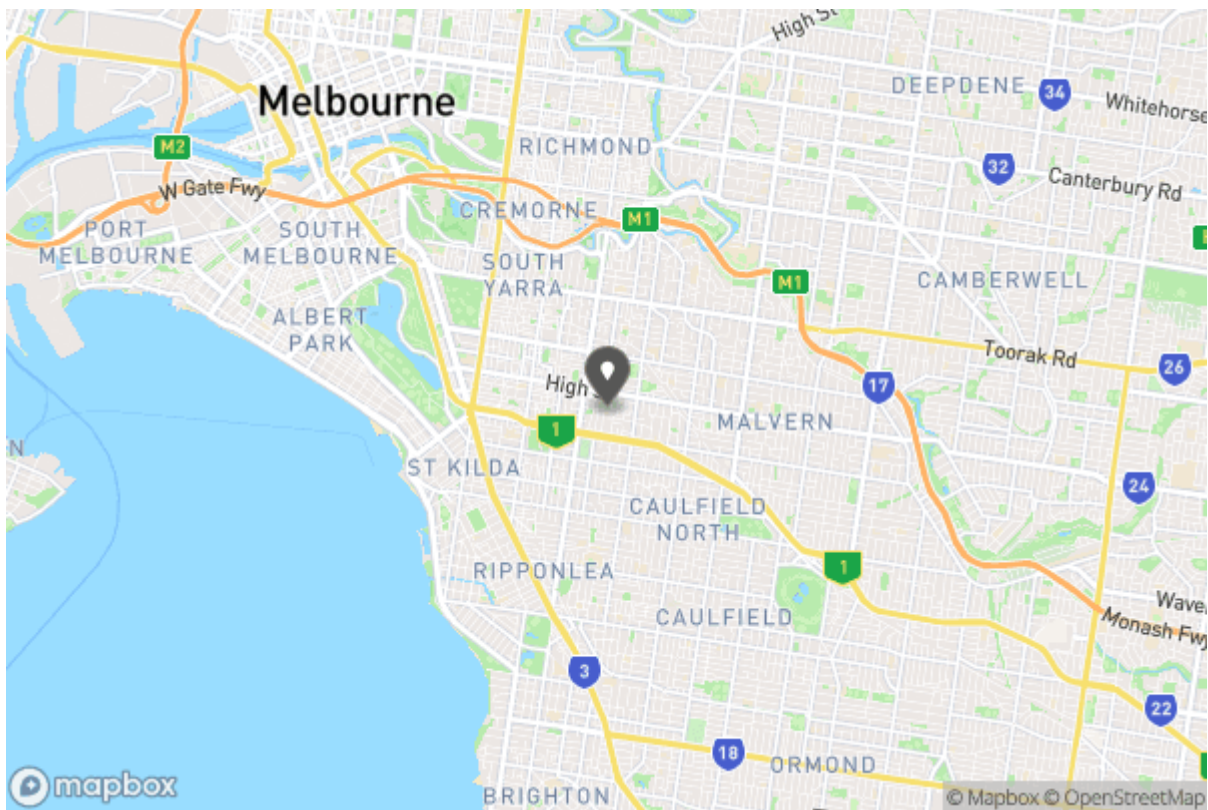 High St
DEEPDENE
34
Whitehorse
Melbourne
M2
RICHMOND
32
Canterbury Rd
W Gate Fwy
CREMORNE
M1
PORT
MELBOURNE
SOUTH
MELBOURNE
SOUTH
YARRA
M1
CAMBERWELL
ALBERT
PARK
Toorak Rd
26
High S
17
1
MALVERN
ST KILDA
24
N
CAULFIELD
NORTH
RIPPONLEA
1
CAULFIELD
Wave
Monash Fwy
3
22
18
ORMOND
BRIGHTON
mapbox
© Mapbox © OpenStreetMap